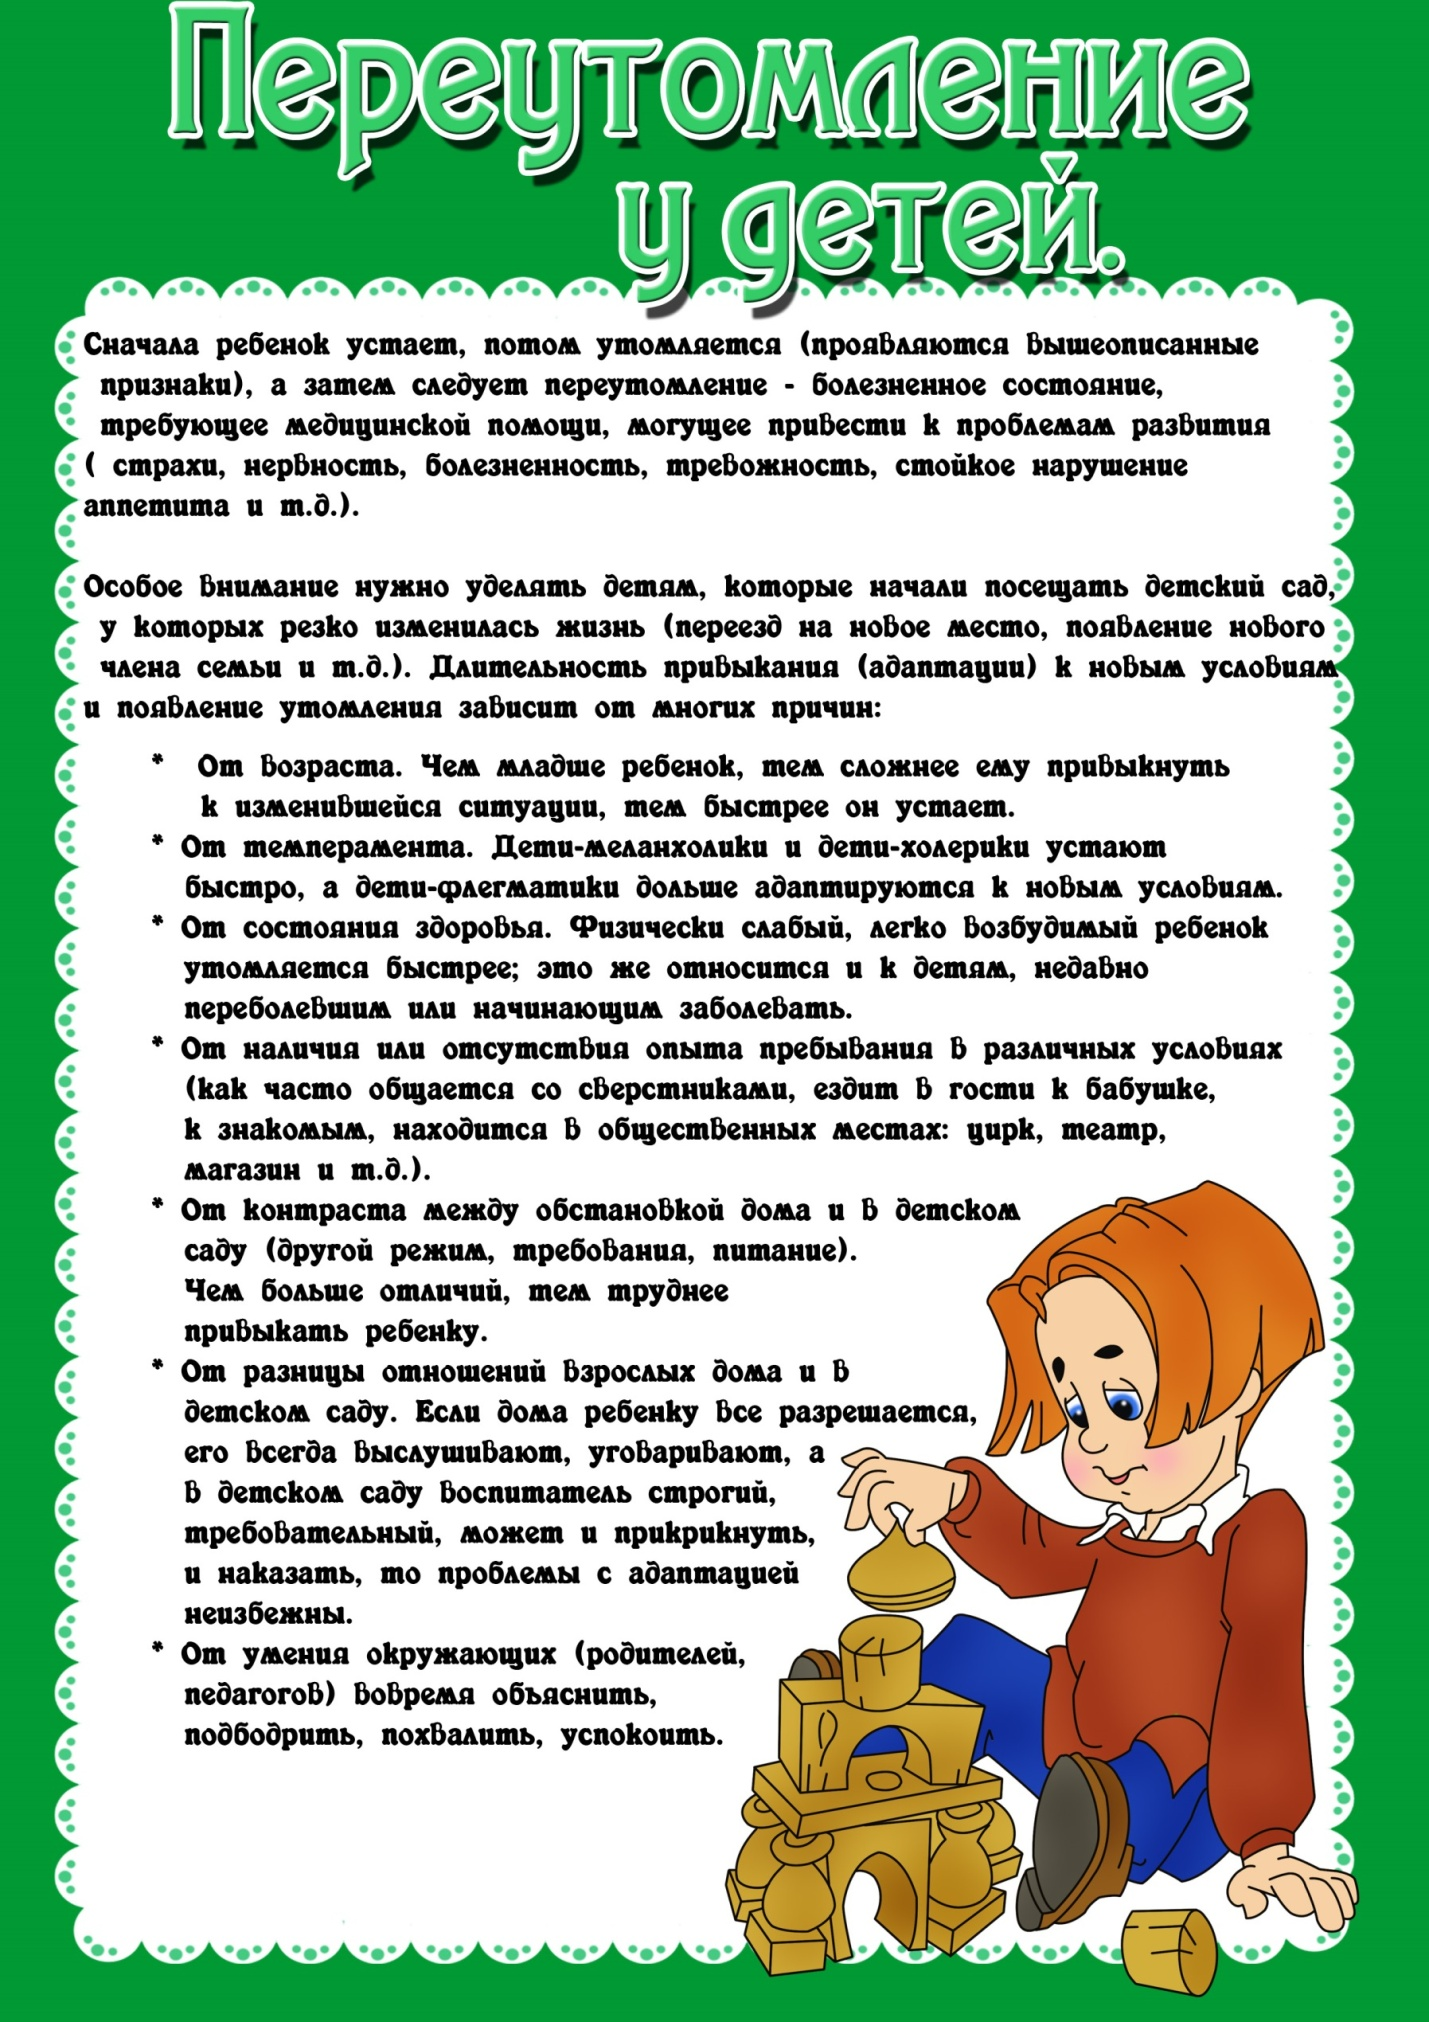 Переутомление
у детей.
Сначала ребенок устает, потом утомляется (проявляются вышеописанные
признаки), а затем следует переутомление - болезненное состояние,
требующее медицинской помощи, могущее привести к проблемам развития
( страхи, нервность, болезненность, тревожность, стойкое нарушение
аппетита и т.д.).
Особое внимание нужно уделять детям, которые начали посещать детский сад,
у которых резко изменилась жизнь (переезд на новое место, появление нового
члена семьи и т.д.). Длительность привыкания (адаптации) к новым условиям
и появление утомления зависит от многих причин:
* От возраста. Чем младше ребенок, тем сложнее ему привыкнуть
к изменившейся ситуации, тем быстрее он устает.
* От темперамента. Дети-меланхолики и дети-холерики устают
быстро, а дети-флегматики дольше адаптируются к новым условиям.
* От состояния здоровья. Физически слабый, легко возбудимый ребенок
утомляется быстрее; это же относится и к детям, недавно
переболевшим или начинающим заболевать.
* От наличия или отсутствия опыта пребывания в различных условиях
(как часто общается со сверстниками, ездит в гости к бабушке,
к знакомым, находится в общественных местах: цирк, театр,
магазин и т.д.).
* От контраста между обстановкой дома и в детском
саду (другой режим, требования, питание).
Чем больше отличий, тем труднее
привыкать ребенку.
* От разницы отношений взрослых дома и в
детском саду. Если дома ребенку все разрешается,
его всегда выслушивают, уговаривают, а
в детском саду воспитатель строгий,
требовательный, может и прикрикнуть,
и наказать, то проблемы с адаптацией
неизбежны.
* От умения окружающих (родителей,
педагогов) вовремя объяснить,
подбодрить, похвалить, успокоить.